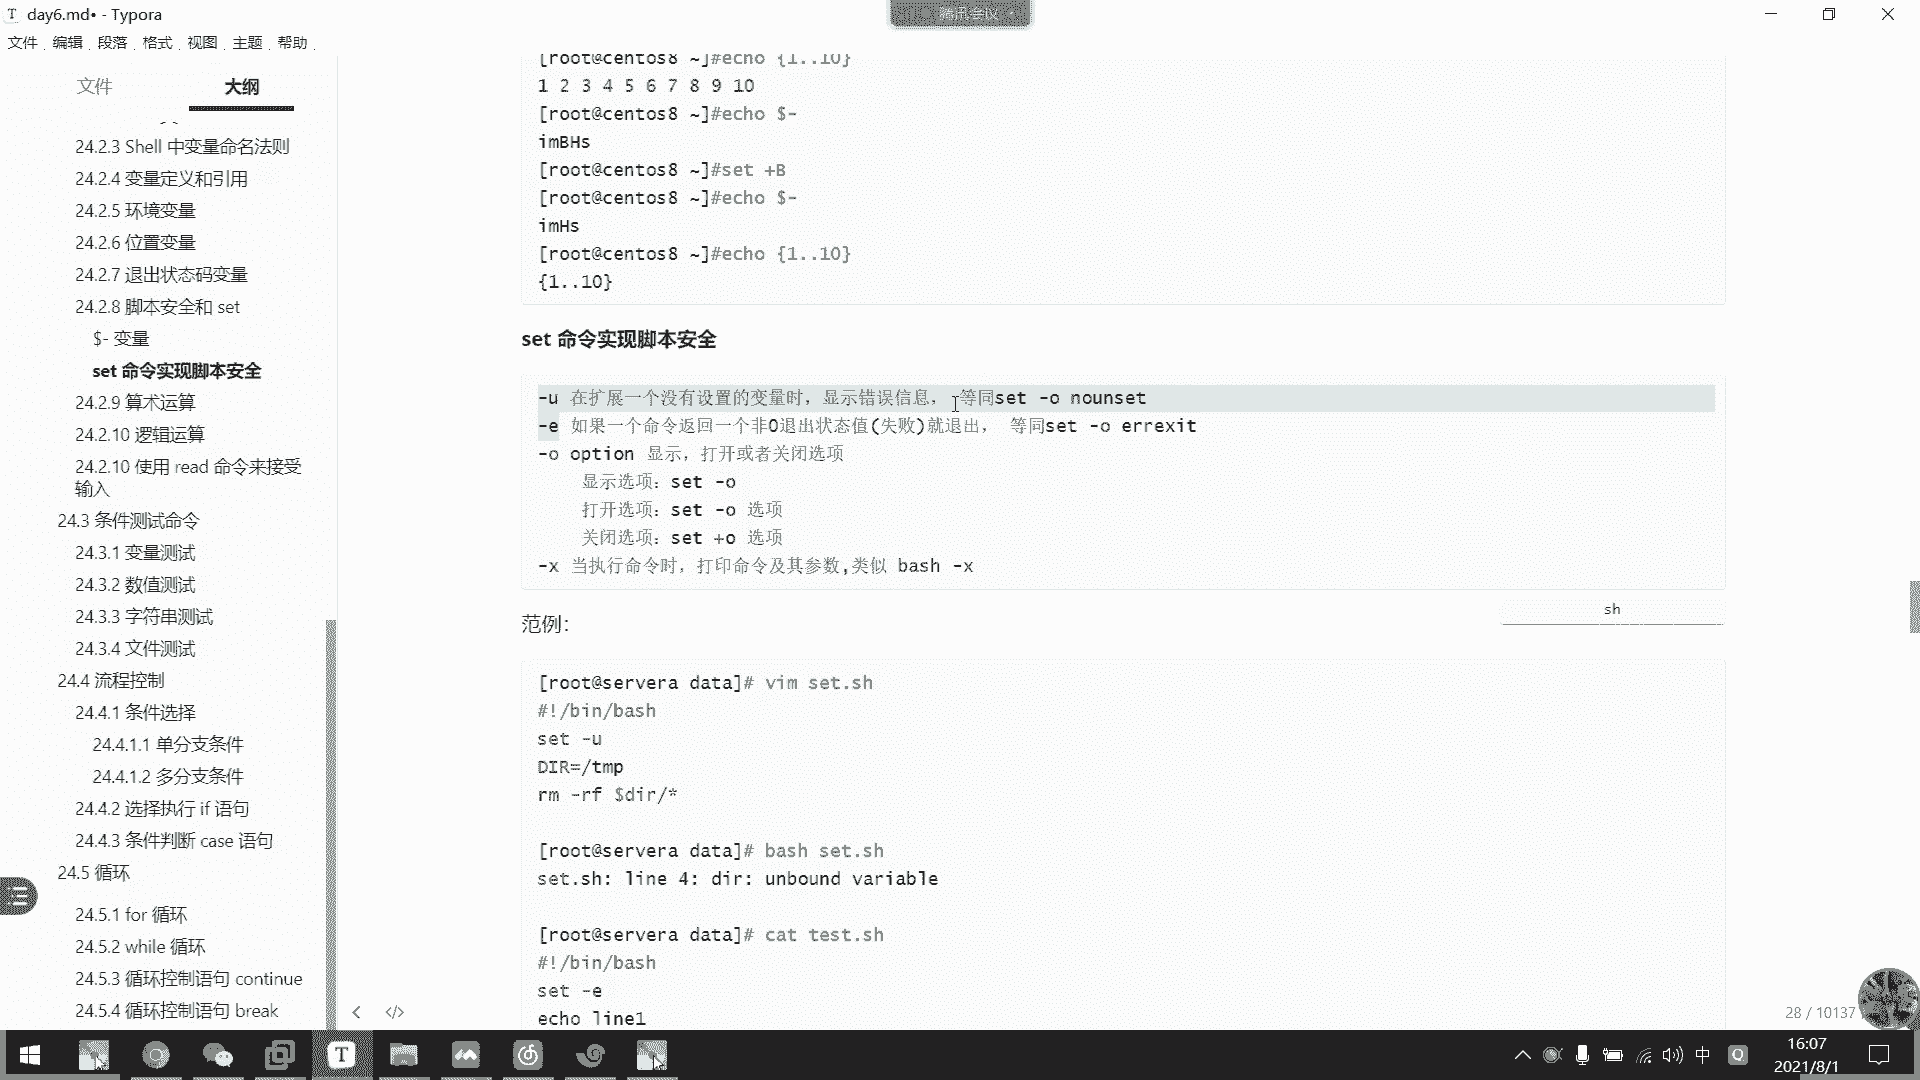 day6.md• - Typora
腾讯会议
文件 编辑 段落 格式 视图 主题 帮助
文件 大纲
24.2.3 Shell 中变量命名法则
24.2.4 变量定义和引用
24.2.5 环境变量
24.2.6 位置变量
24.2.7 退出状态码变量
24.2.8 脚本安全和 set
$- 变量
set 命令实现脚本安全
24.2.9 算术运算
24.2.10 逻辑运算
24.2.10 使用 read 命令来接受
输入
24.3 条件测试命令
24.3.1 变量测试
24.3.2 数值测试
24.3.3 字符串测试
24.3.4 文件测试
24.4 流程控制
24.4.1 条件选择
24.4.1.1 单分支条件
24.4.1.2 多分支条件
24.4.2 选择执行 if 语句
24.4.3 条件判断 case 语句
24.5 循环
24.5.1 for 循环
24.5.2 while 循环
24.5.3 循环控制语句 continue
24.5.4 循环控制语句 break
[root@centos8 ~]#echo {1..10}
1 2 3 4 5 6 7 8 9 10
[root@centos8 ~]#echo $-
imBHs
[root@centos8 ~]#set +B
[root@centos8 ~]#echo $-
imHs
[root@centos8 ~]#echo {1..10}
{1..10}
set 命令实现脚本安全
-u 在扩展一个没有设置的变量时，显示错误信息， 等同set -o nounset
-e 如果一个命令返回一个非0退出状态值(失败)就退出， 等同set -o errexit
-o option 显示，打开或者关闭选项
显示选项：set -o
打开选项：set -o 选项
关闭选项：set +o 选项
-x 当执行命令时，打印命令及其参数,类似 bash -x
sh
范例：
[root@servera data]# vim set.sh
#!/bin/bash
set -u
DIR=/tmp
rm -rf $dir/*
[root@servera data]# bash set.sh
set.sh: line 4: dir: unbound variable
[root@servera data]# cat test.sh
#!/bin/bash
set -e
echo line1
28 / 10137
中
16:07
2021/8/1